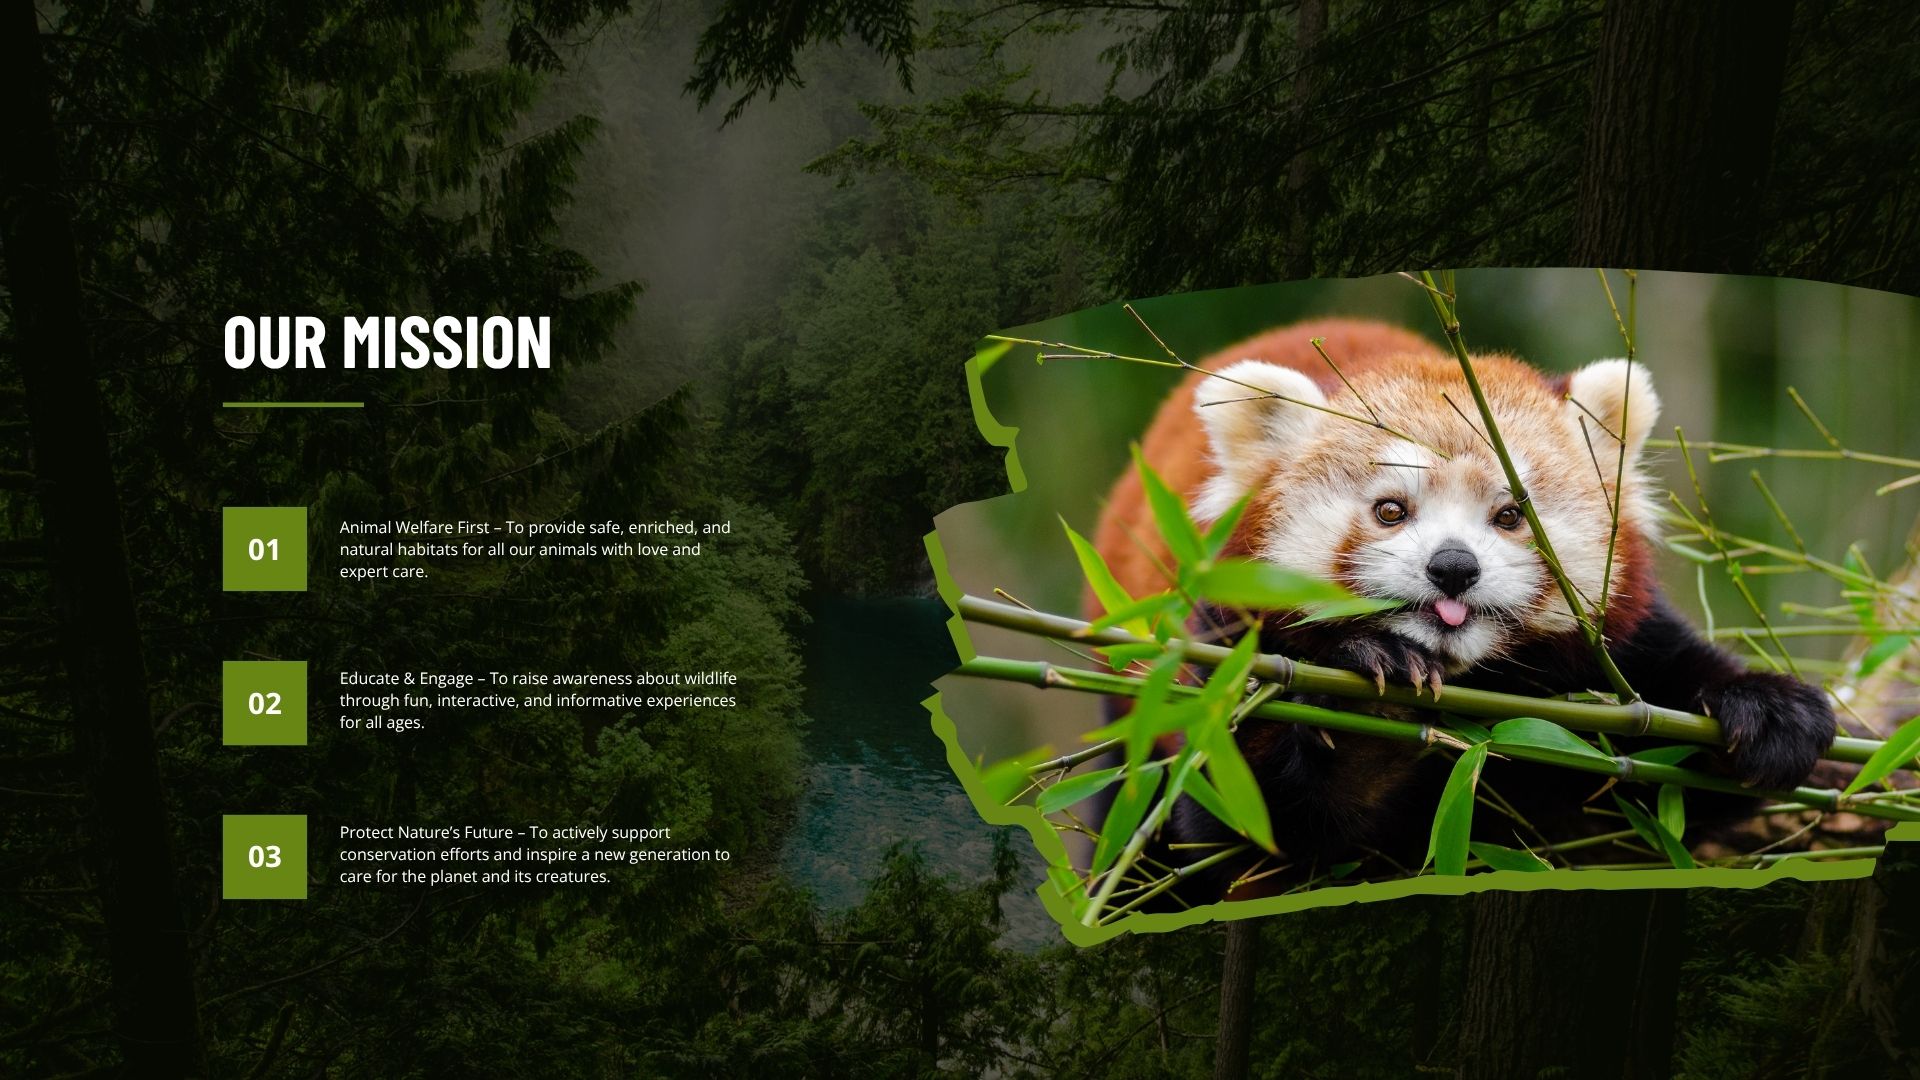 OUR MISSION
01
Animal Welfare First – To provide safe, enriched, and
natural habitats for all our animals with love and
expert care.
02
Educate & Engage – To raise awareness about wildlife
through fun, interactive, and informative experiences
for all ages.
03
Protect Nature’s Future – To actively support
conservation efforts and inspire a new generation to
care for the planet and its creatures.